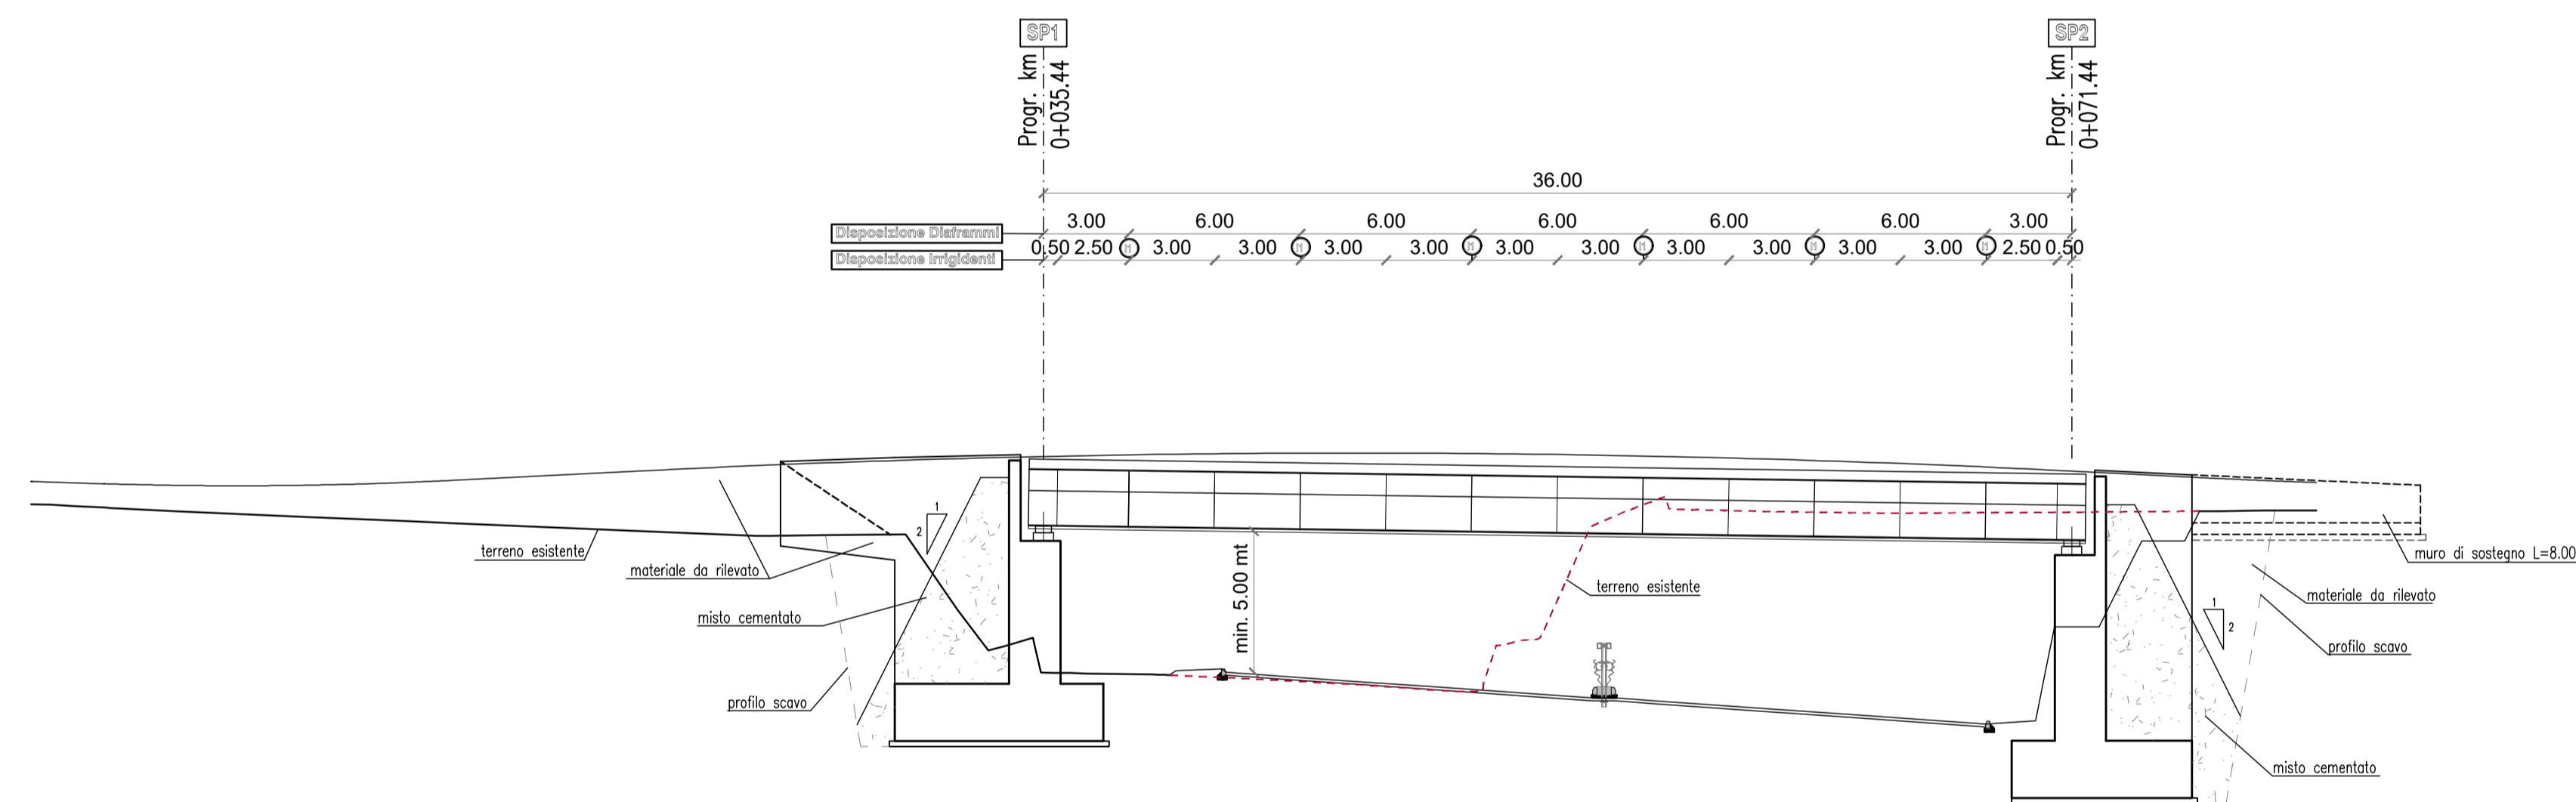 SP1
SP2
Progr. km
0+035.44
Progr. km
0+071.44
36.00
3.00 6.00 6.00 6.00 6.00 6.00 3.00
Disposizione Diaframmi
0.50 2.50 3.00 3.00 3.00 3.00 3.00 3.00 3.00 3.00 3.00 3.00 2.50 0.50
Disposizione Irrigidenti
1
2
terreno esistente
materiale da rilevato
misto cementato
profilo scavo
min. 5.00 mt
terreno esistente
muro di sostegno L=8.00
materiale da rilevato
1
2
profilo scavo
misto cementato